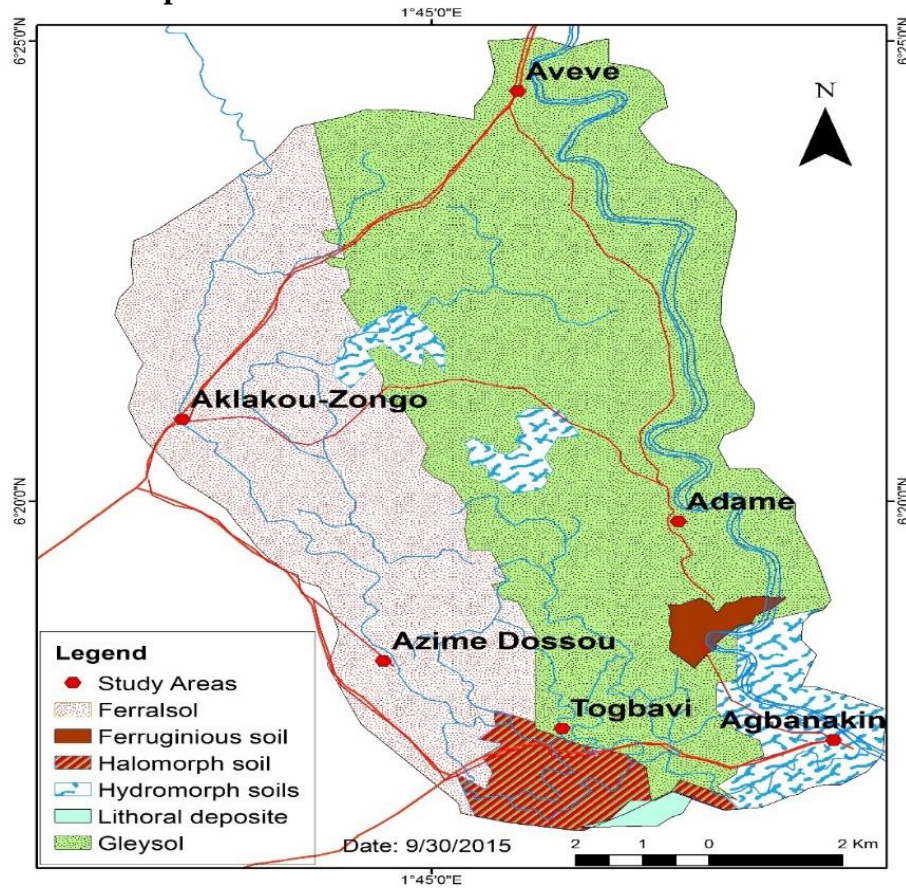 1°45'0"E
6°25'0"N
6°25'0"N
Aveve
N
Aklakou-Zongo
6°20'0"N
6°20'0"N
Adame
Azime Dossou
Togbavi
Agbanakin
Legend
Study Areas
Ferralsol
Ferruginious soil
Halomorph soil
Hydromorph soils
Lithoral deposite
Gleysol
Date: 9/30/2015
2 1 0 2 Km
1°45'0"E